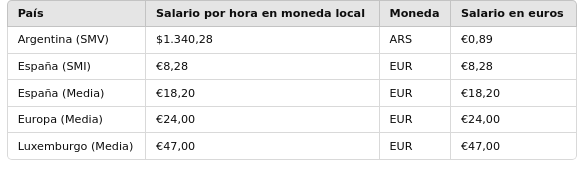 País Salario por hora en moneda local Moneda Salario en euros
Argentina (SMV) $1.340,28 ARS €0,89
España (SMI) €8,28 EUR €8,28
España (Media) €18,20 EUR €18,20
Europa (Media) €24,00 EUR €24,00
Luxemburgo (Media) €47,00 EUR €47,00